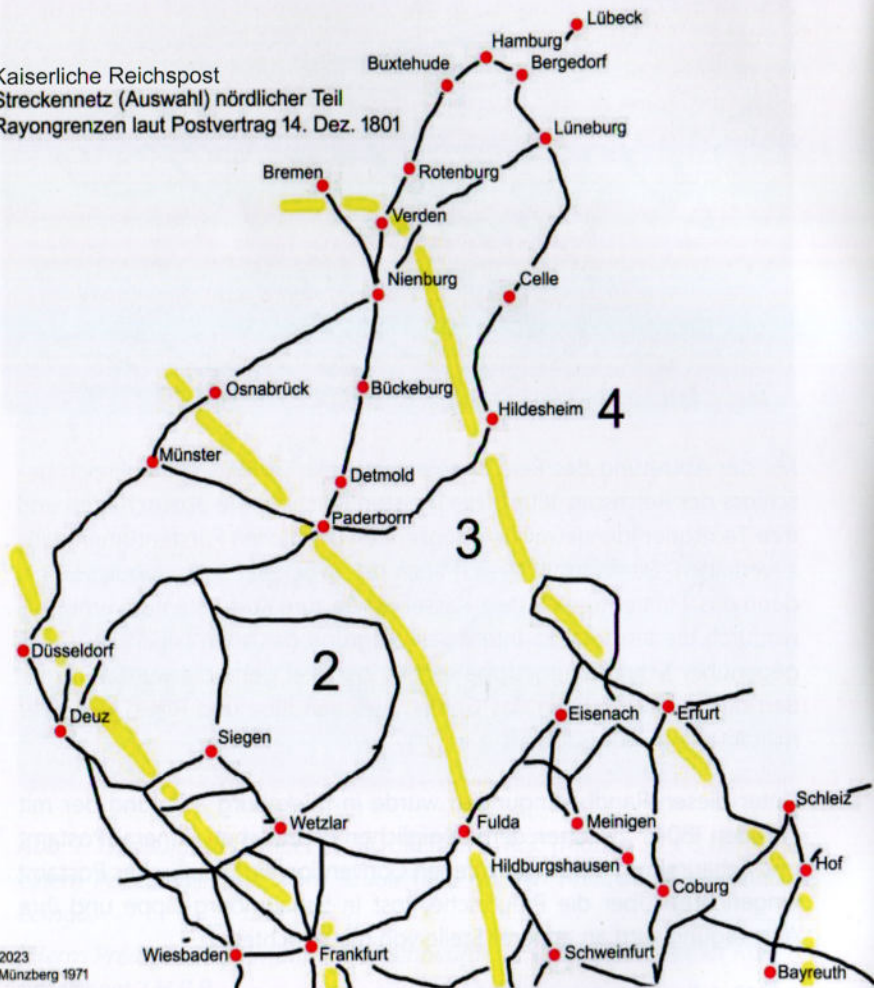 Kaiserliche Reichspost
Streckennetz (Auswahl) nördlicher Teil
Rayongrenzen laut Postvertrag 14. Dez. 1801
Lübeck
Hamburg
Buxtehude
Bergedorf
Lüneburg
Bremen
Rotenburg
Verden
Nienburg
Celle
Osnabrück
Bückeburg
Hildesheim
4
Münster
Detmold
Paderborn
3
Düsseldorf
2
Deuz
Siegen
Eisenach
Erfurt
Wetzlar
Fulda
Meinigen
Schleiz
Hildburgshausen
Hof
Coburg
Wiesbaden
Frankfurt
Schweinfurt
Bayreuth
2023
Münzberg 1971